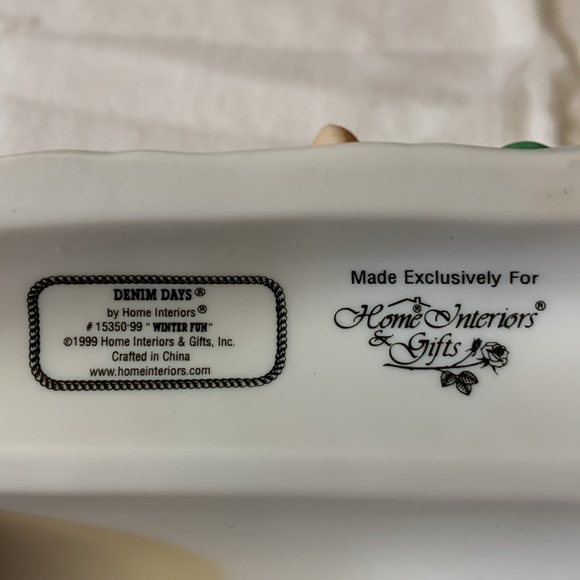 DENIM DAYS®
by Home Interiors®
# 15350-99 "WINTER FUN"
©1999 Home Interiors & Gifts, Inc.
Crafted in China
www.homeinteriors.com
Made Exclusively For
Home® Interiors®
& Gifts